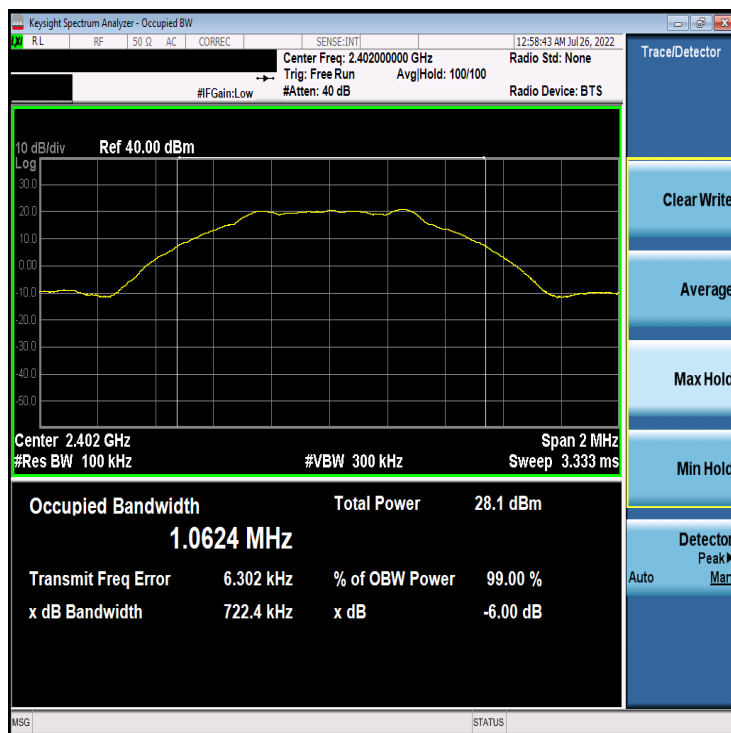 Keysight Spectrum Analyzer - Occupied BW
LXI RL RF 50 Ω AC CORREC SENSE:INT 12:58:43 AM Jul 26, 2022
Center Freq: 2.402000000 GHz Radio Std: None
Trig: Free Run Avg|Hold: 100/100
#IFGain:Low #Atten: 40 dB Radio Device: BTS
10 dB/div Ref 40.00 dBm
Log
30.0
20.0
10.0
0.00
-10.0
-20.0
-30.0
-40.0
-50.0
Center 2.402 GHz Span 2 MHz
#Res BW 100 kHz #VBW 300 kHz Sweep 3.333 ms
Occupied Bandwidth Total Power 28.1 dBm
1.0624 MHz
Transmit Freq Error 6.302 kHz % of OBW Power 99.00 %
x dB Bandwidth 722.4 kHz x dB -6.00 dB
MSG STATUS
Trace/Detector
Clear Write
Average
Max Hold
Min Hold
Detector
Peak
Auto Man